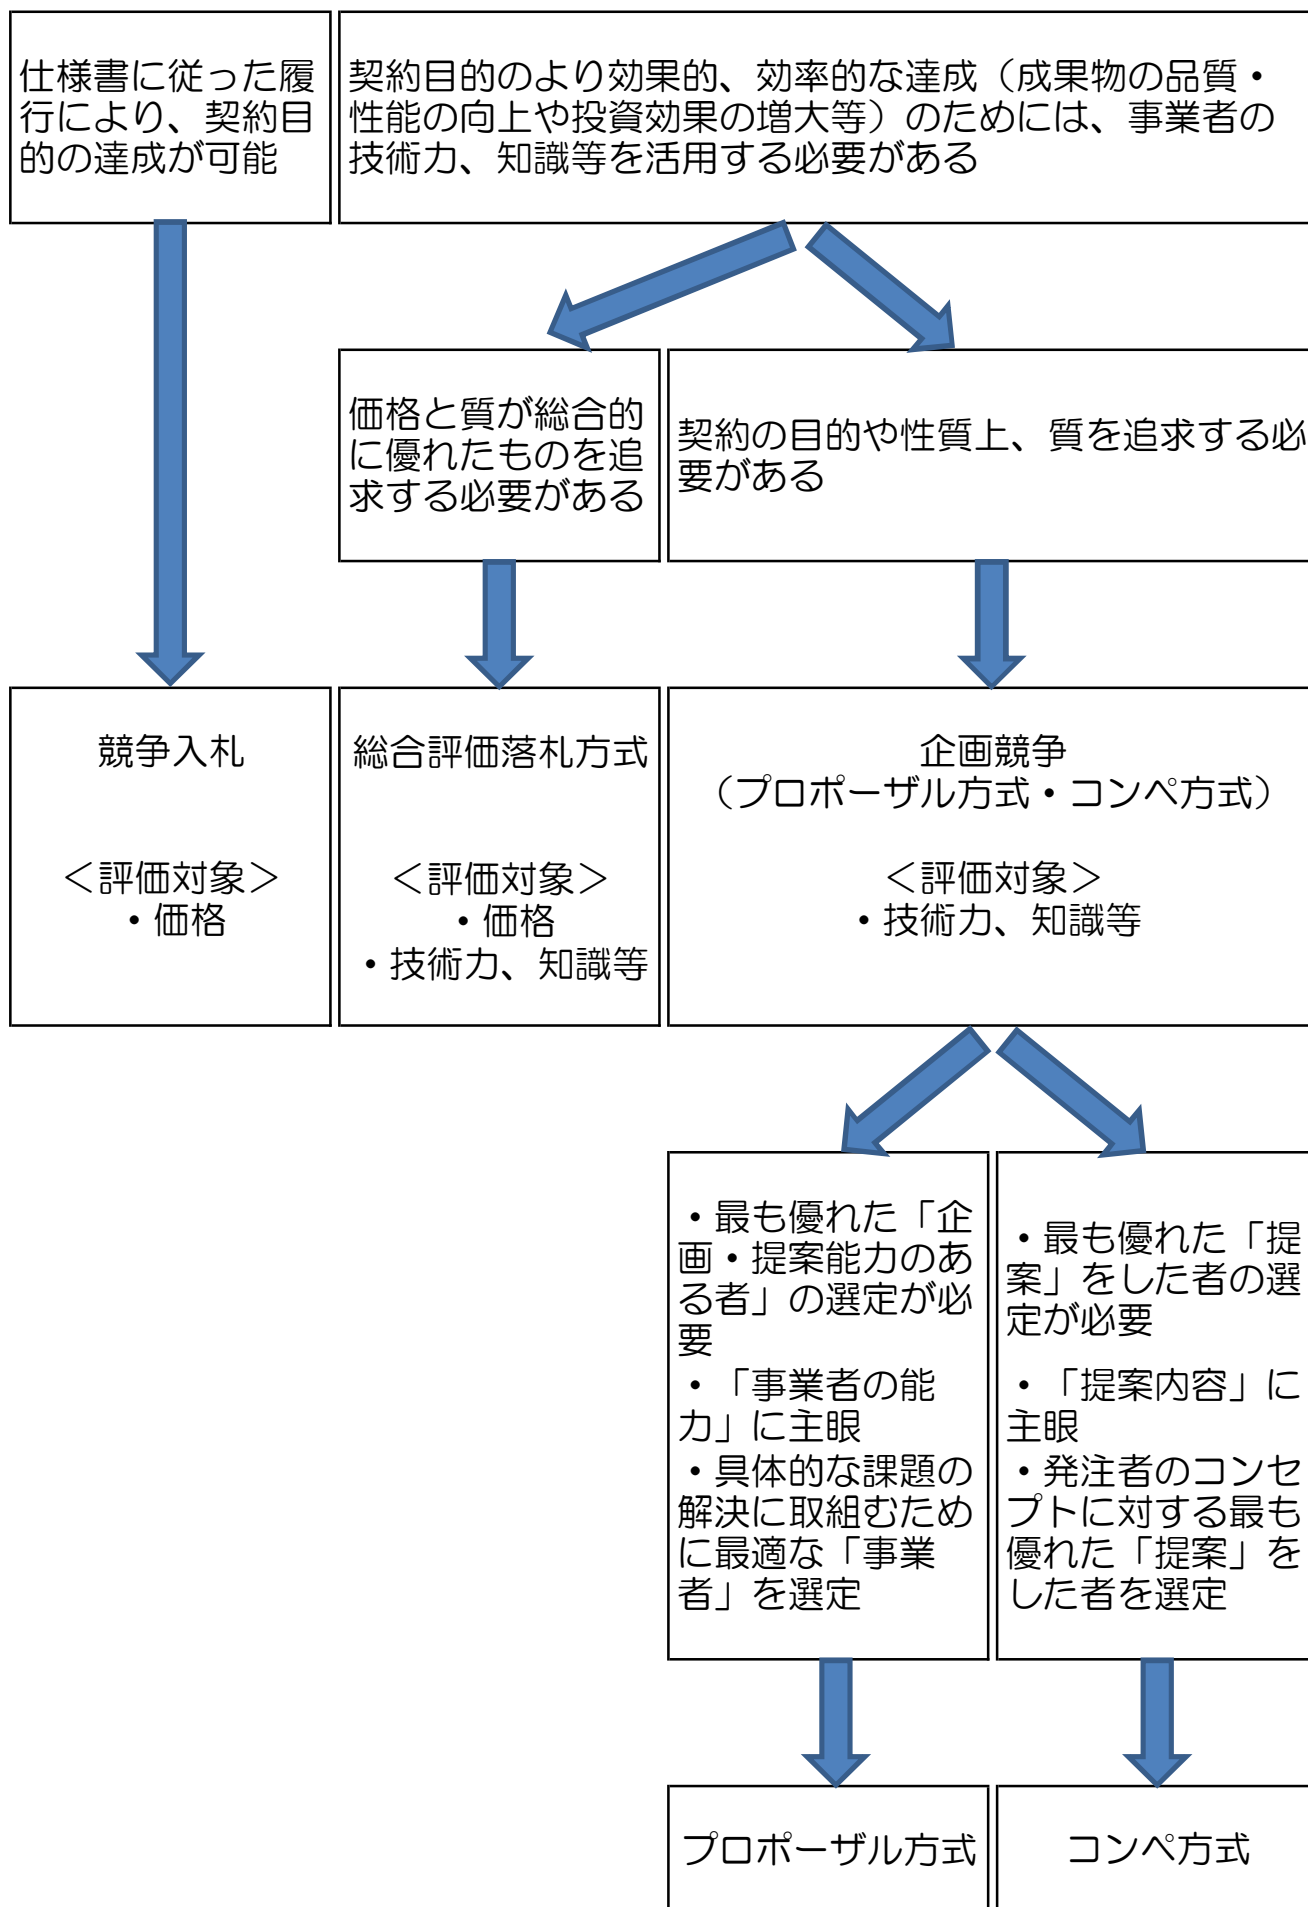 仕様書に従った履
行により、契約目
的の達成が可能
契約目的のより効果的、効率的な達成（成果物の品質・
性能の向上や投資効果の増大等）のためには、事業者の
技術力、知識等を活用する必要がある
価格と質が総合的
に優れたものを追
求する必要がある
契約の目的や性質上、質を追求する必
要がある
競争入札
＜評価対象＞
・価格
総合評価落札方式
＜評価対象＞
・価格
・技術力、知識等
企画競争
（プロポーザル方式・コンペ方式）
＜評価対象＞
・技術力、知識等
・最も優れた「企
画・提案能力のあ
る者」の選定が必
要
・「事業者の能
力」に主眼
・具体的な課題の
解決に取組むため
に最適な「事業
者」を選定
・最も優れた「提
案」をした者の選
定が必要
・「提案内容」に
主眼
・発注者のコンセ
プトに対する最も
優れた「提案」を
した者を選定
プロポーザル方式
コンペ方式